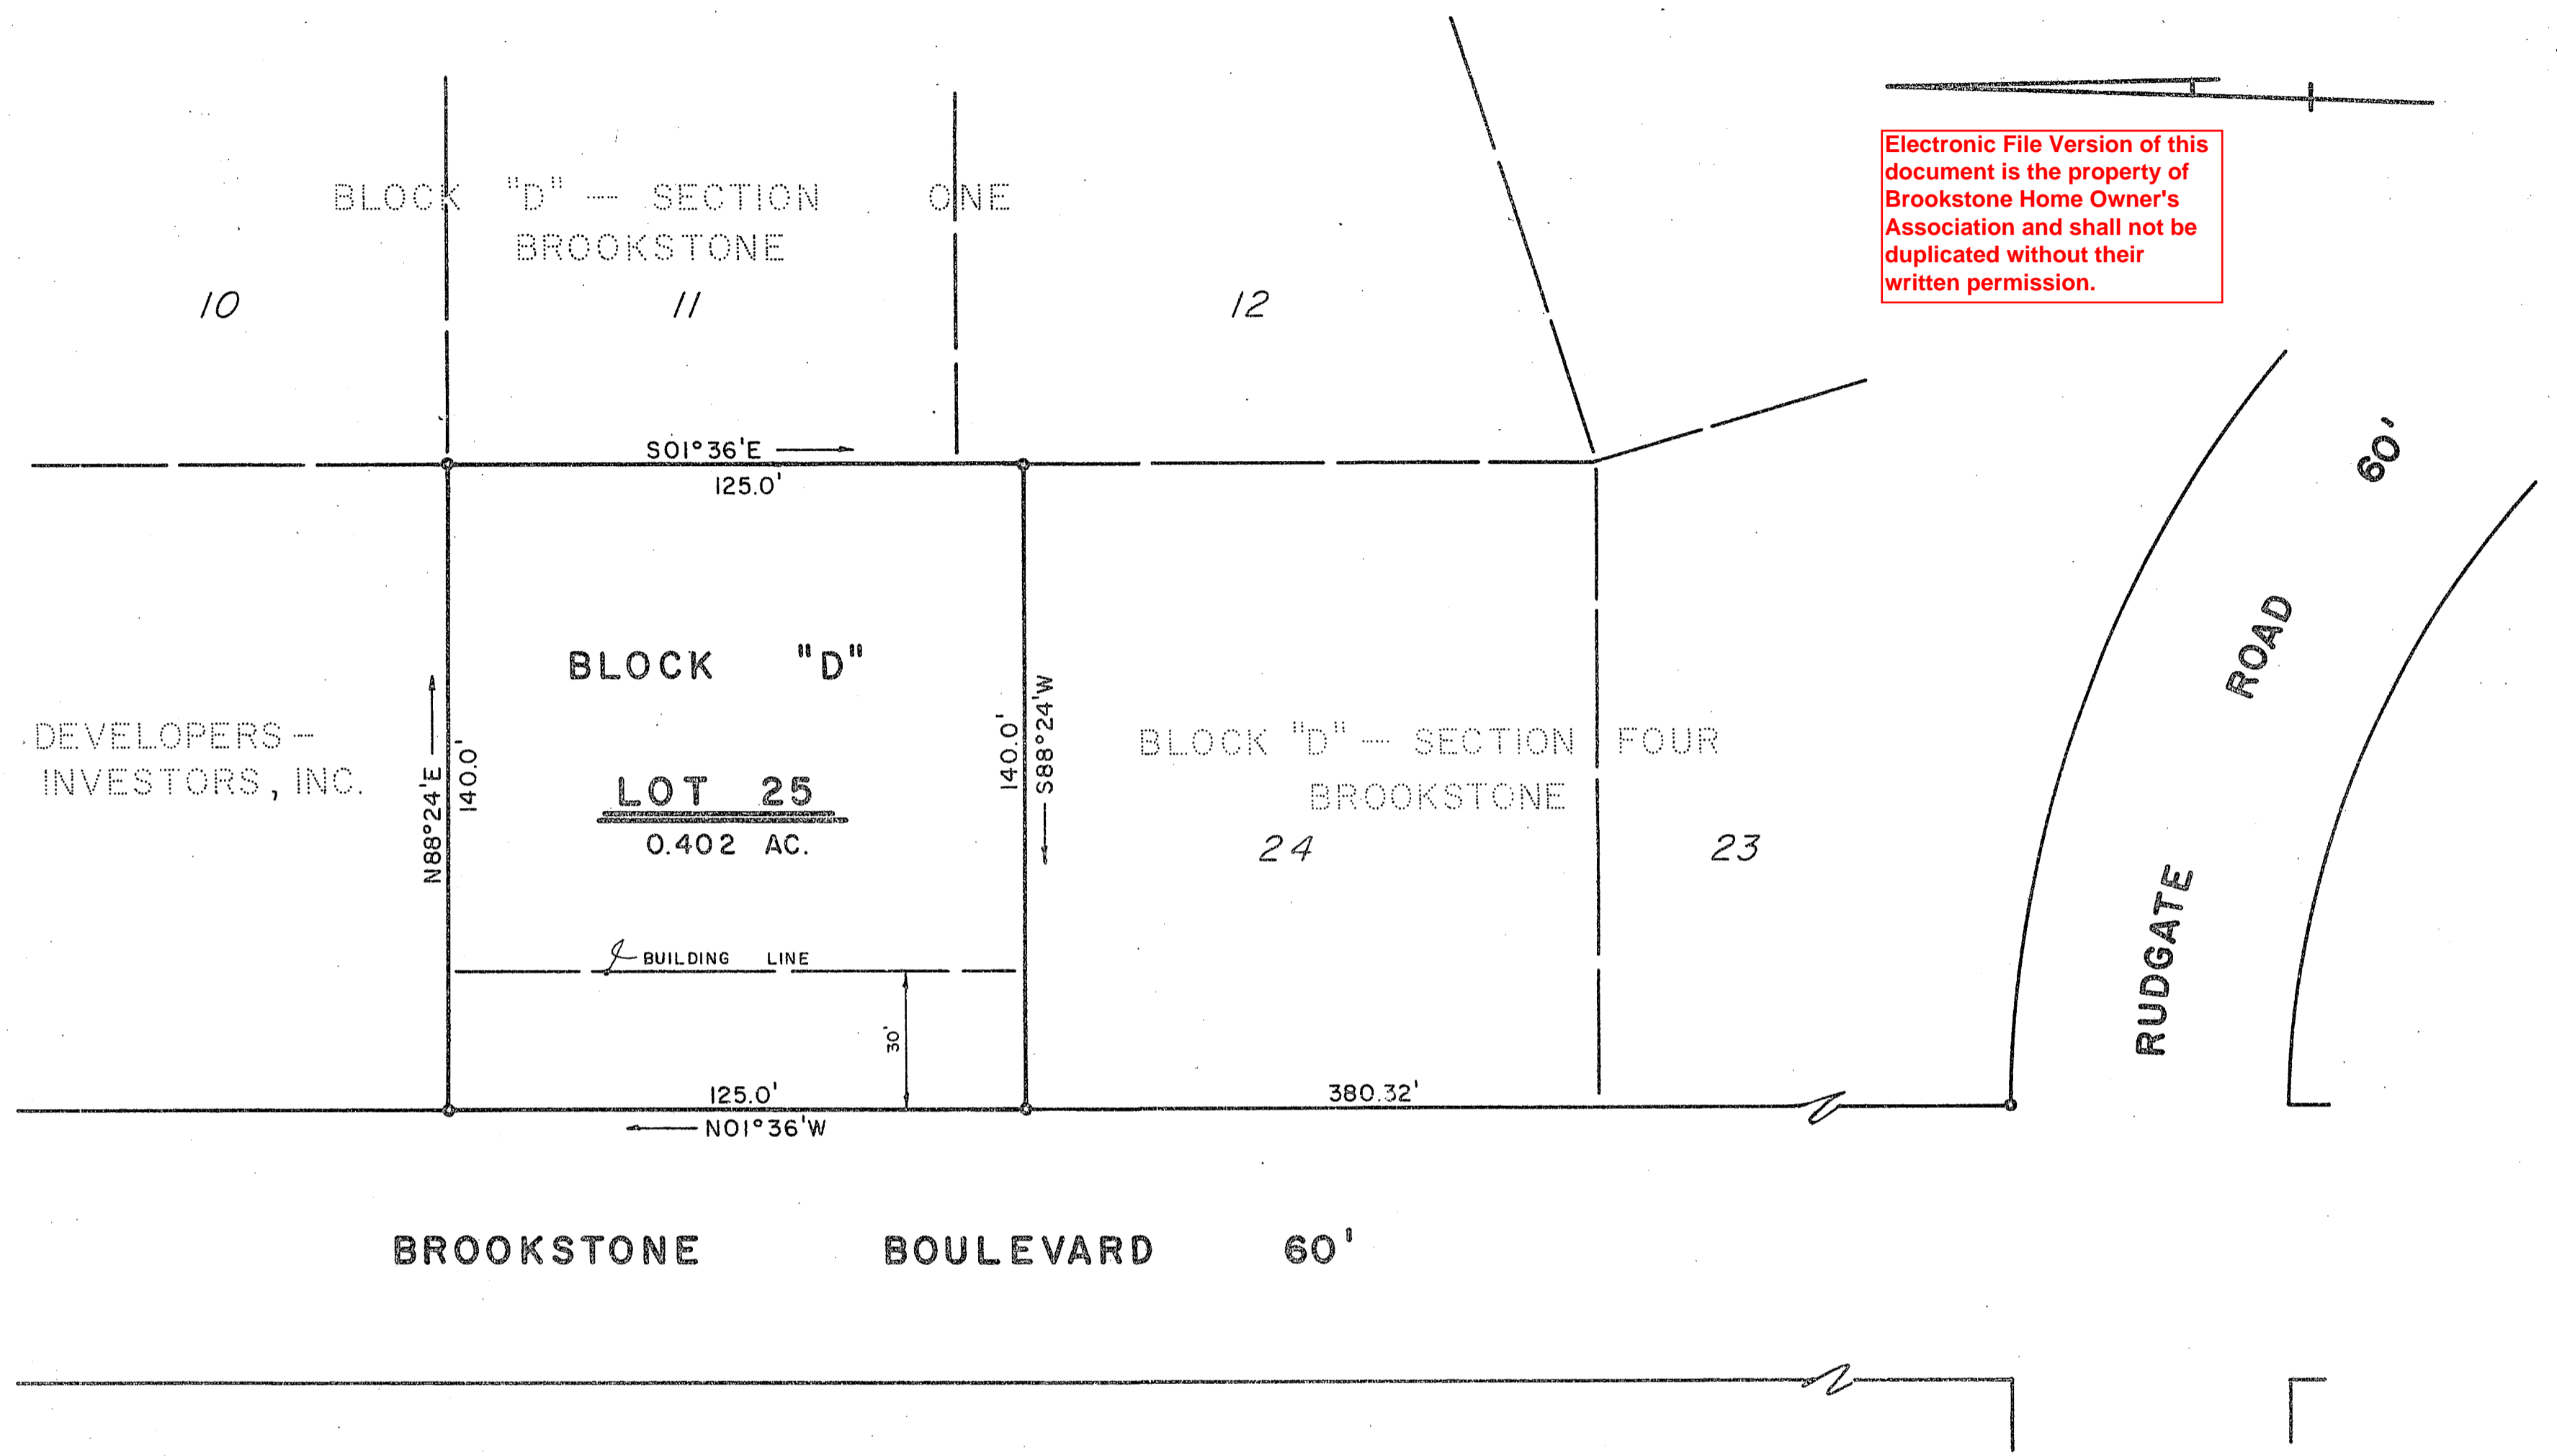 Electronic File Version of this
document is the property of
Brookstone Home Owner's
Association and shall not be
duplicated without their
written permission.
BLOCK "D" — SECTION ONE
BROOKSTONE
10
11
12
S01°36'E
125.0'
60'
ROAD
RUDGATE
BLOCK "D"
N88°24'E
140.0'
140.0'
S88°24'W
DEVELOPERS –
INVESTORS, INC.
LOT 25
0.402 AC.
BLOCK "D" — SECTION FOUR
BROOKSTONE
24
23
BUILDING LINE
30'
125.0'
N01°36'W
380.32'
BROOKSTONE BOULEVARD 60'